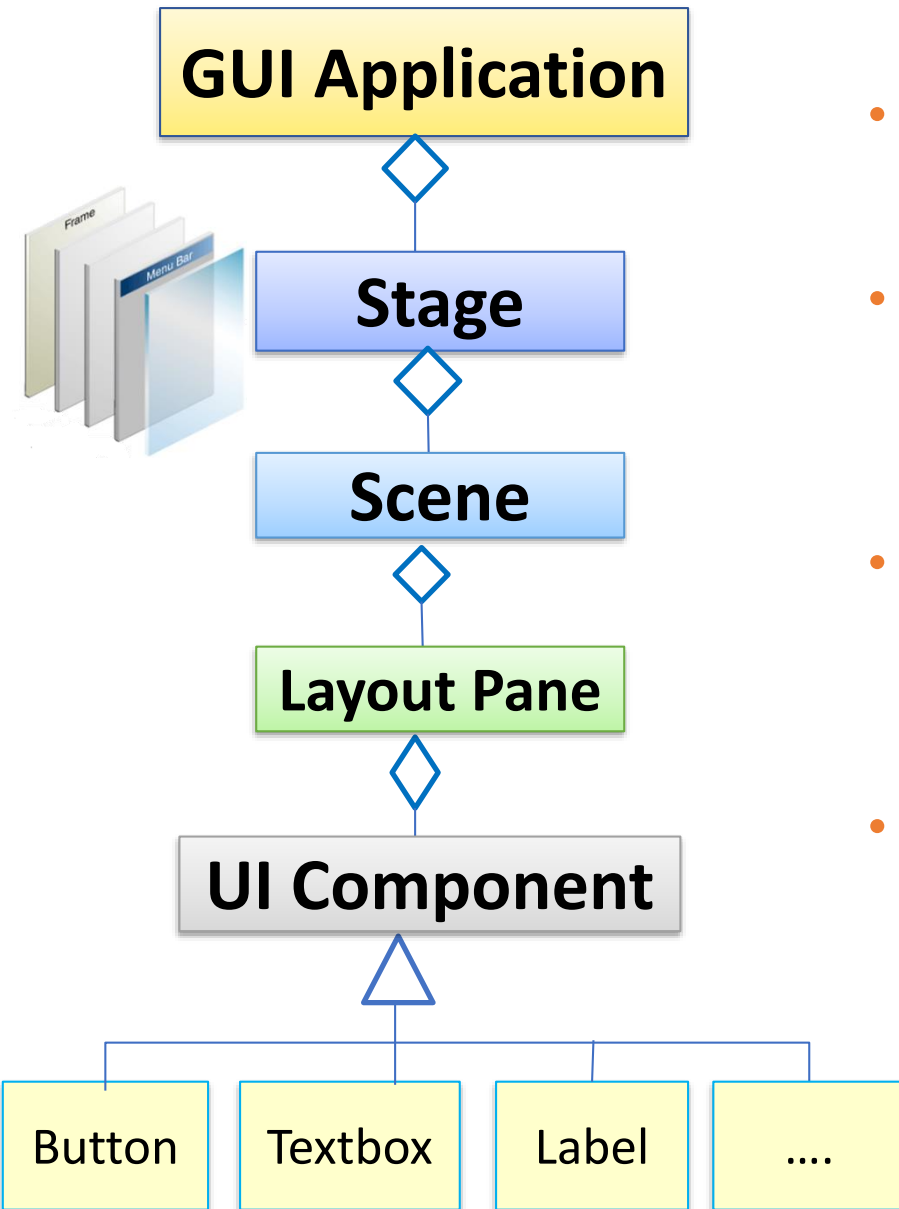 GUI Application
Frame
Menu Bar
Stage
Scene
Layout Pane
UI Component
Button
Textbox
Label
....